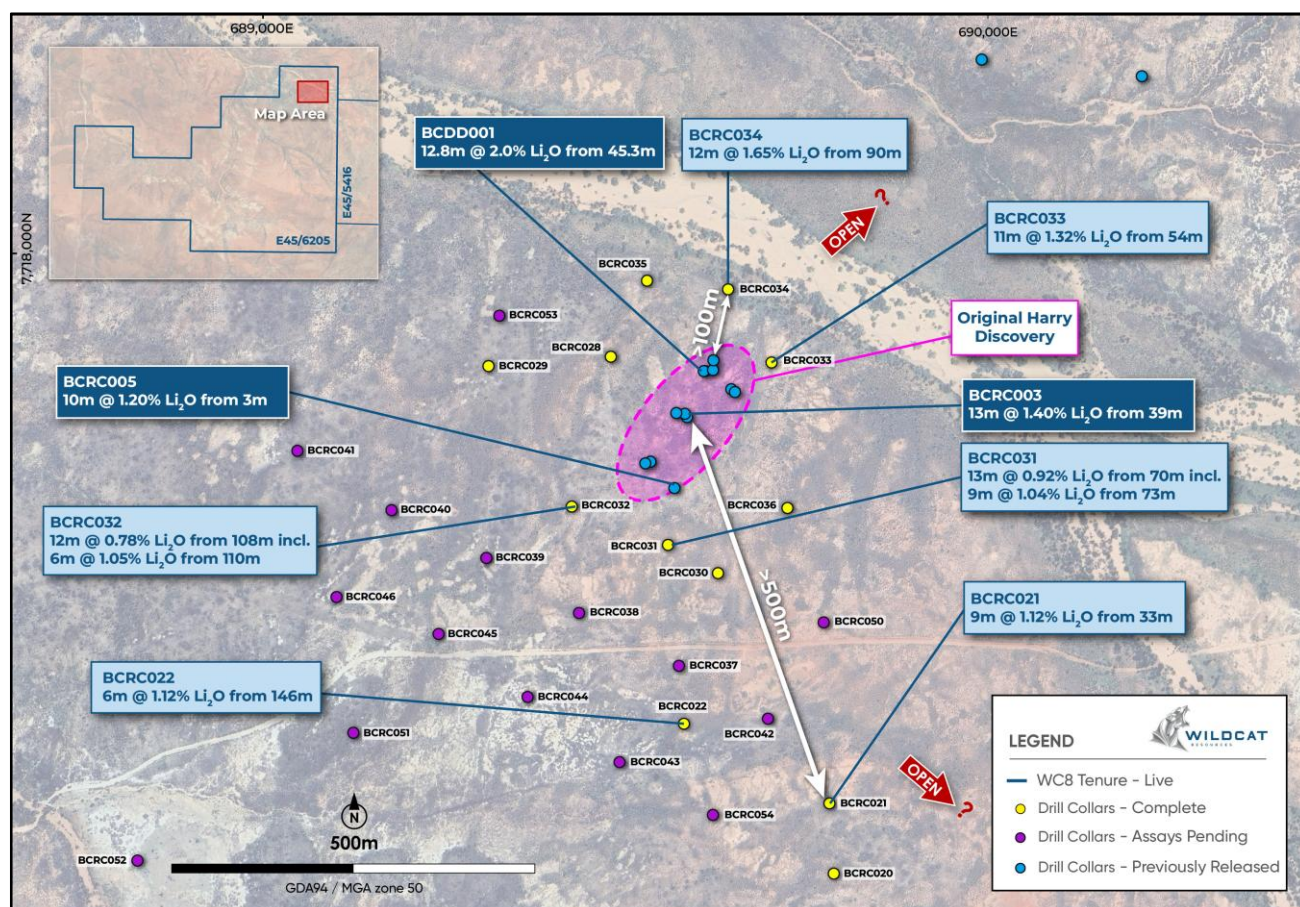 689,000E
690,000E
7,718,000N
Map Area
E45/5416
E45/6205
BCDD001
12.8m @ 2.0% Li₂O from 45.3m
BCRC034
12m @ 1.65% Li₂O from 90m
OPEN
?
BCRC033
11m @ 1.32% Li₂O from 54m
BCRC035
BCRC034
BCRC053
>100m
Original Harry
Discovery
BCRC028
BCRC029
BCRC033
BCRC005
10m @ 1.20% Li₂O from 3m
BCRC003
13m @ 1.40% Li₂O from 39m
BCRC041
BCRC031
13m @ 0.92% Li₂O from 70m incl.
9m @ 1.04% Li₂O from 73m
BCRC032
12m @ 0.78% Li₂O from 108m incl.
6m @ 1.05% Li₂O from 110m
BCRC040
BCRC032
BCRC036
BCRC031
BCRC039
BCRC030
>500m
BCRC046
BCRC038
BCRC050
BCRC021
9m @ 1.12% Li₂O from 33m
BCRC045
BCRC037
BCRC022
6m @ 1.12% Li₂O from 146m
BCRC044
BCRC022
BCRC042
BCRC051
BCRC043
OPEN
?
BCRC021
BCRC054
BCRC052
BCRC020
N
500m
GDA94 / MGA zone 50
LEGEND
WILDCAT
RESOURCES
WC8 Tenure - Live
Drill Collars - Complete
Drill Collars - Assays Pending
Drill Collars - Previously Released